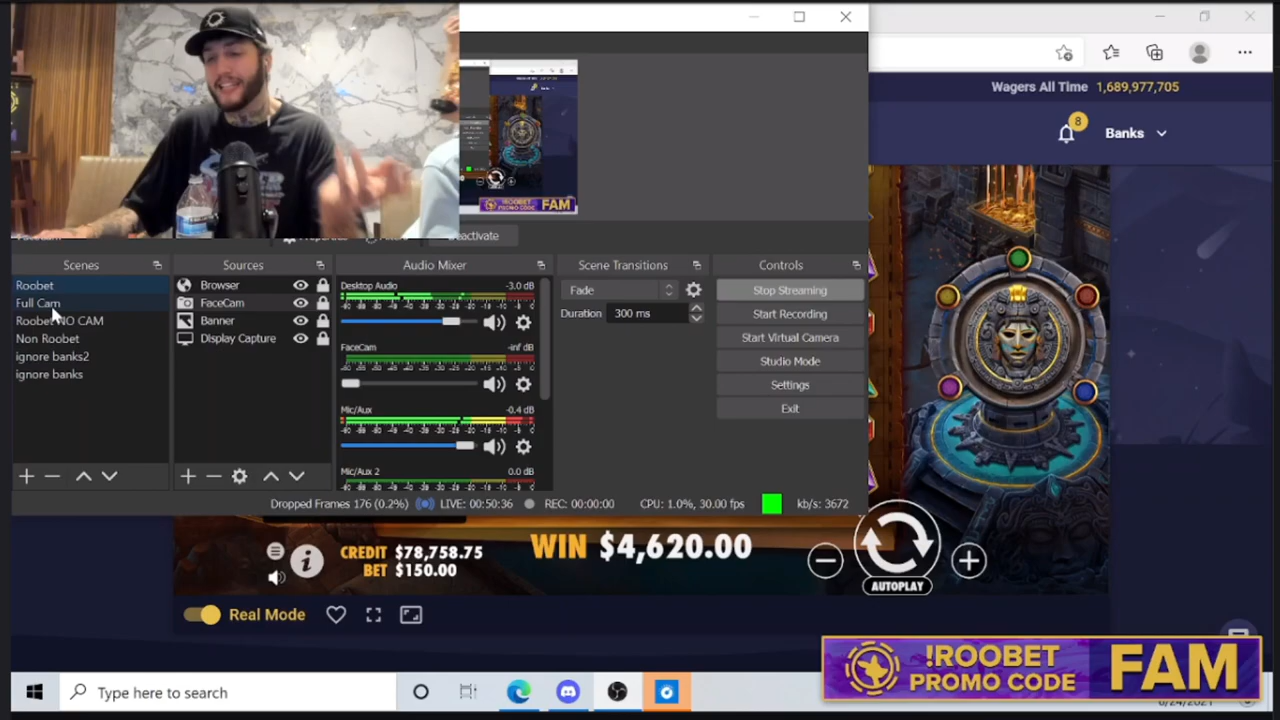 Wagers All Time 1,689,977,705
8
Banks
Scenes
Sources
Audio Mixer
Scene Transitions
Controls
Roobet
Full Cam
Roobet NO CAM
Non Roobet
ignore banks2
ignore banks
Browser
FaceCam
Banner
Display Capture
Desktop Audio -3.0 dB
FaceCam -inf dB
Mic/Aux -0.4 dB
Mic/Aux 2 0.0 dB
Fade
Duration 300 ms
Stop Streaming
Start Recording
Start Virtual Camera
Studio Mode
Settings
Exit
Dropped Frames 176 (0.2%) LIVE: 00:50:36 REC: 00:00:00 CPU: 1.0%, 30.00 fps kb/s: 3672
CREDIT $78,758.75
BET $150.00
WIN $4,620.00
AUTOPLAY
Real Mode
!ROOBET
PROMO CODE
FAM
Type here to search